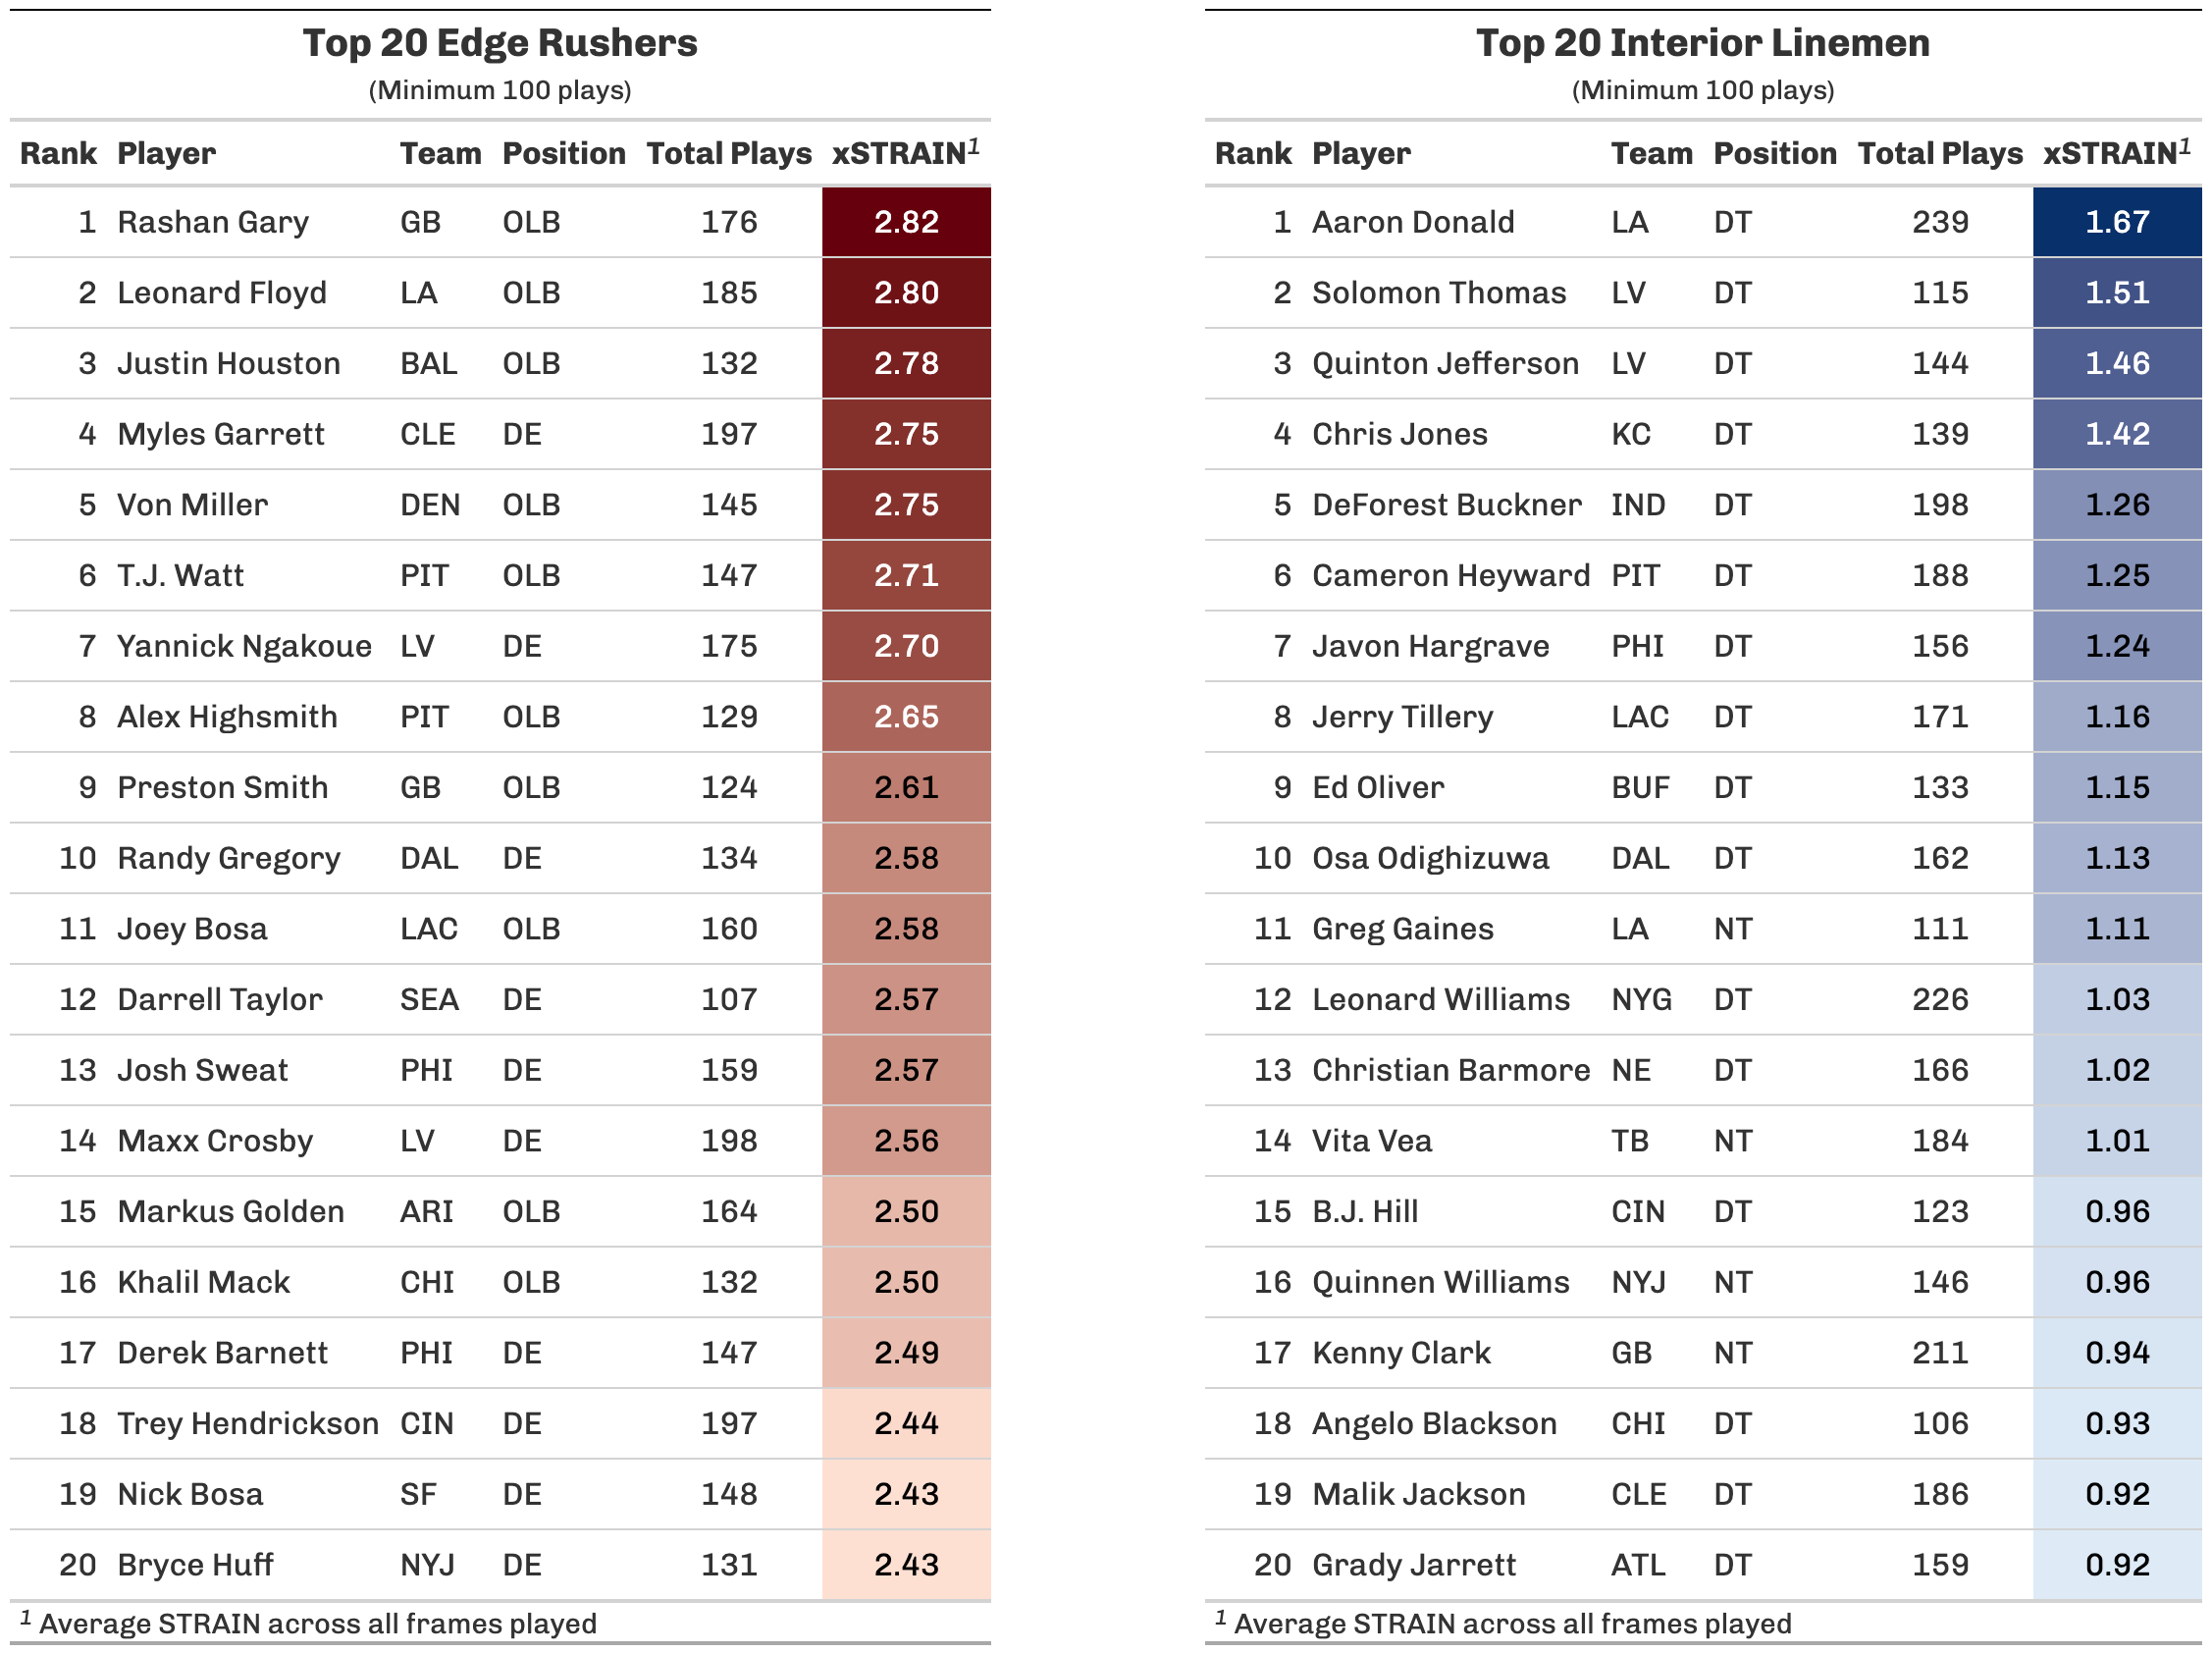 Top 20 Edge Rushers
(Minimum 100 plays)
Rank Player Team Position Total Plays xSTRAIN1
1 Rashan Gary GB OLB 176 2.82
2 Leonard Floyd LA OLB 185 2.80
3 Justin Houston BAL OLB 132 2.78
4 Myles Garrett CLE DE 197 2.75
5 Von Miller DEN OLB 145 2.75
6 T.J. Watt PIT OLB 147 2.71
7 Yannick Ngakoue LV DE 175 2.70
8 Alex Highsmith PIT OLB 129 2.65
9 Preston Smith GB OLB 124 2.61
10 Randy Gregory DAL DE 134 2.58
11 Joey Bosa LAC OLB 160 2.58
12 Darrell Taylor SEA DE 107 2.57
13 Josh Sweat PHI DE 159 2.57
14 Maxx Crosby LV DE 198 2.56
15 Markus Golden ARI OLB 164 2.50
16 Khalil Mack CHI OLB 132 2.50
17 Derek Barnett PHI DE 147 2.49
18 Trey Hendrickson CIN DE 197 2.44
19 Nick Bosa SF DE 148 2.43
20 Bryce Huff NYJ DE 131 2.43
1 Average STRAIN across all frames played
Top 20 Interior Linemen
(Minimum 100 plays)
Rank Player Team Position Total Plays xSTRAIN1
1 Aaron Donald LA DT 239 1.67
2 Solomon Thomas LV DT 115 1.51
3 Quinton Jefferson LV DT 144 1.46
4 Chris Jones KC DT 139 1.42
5 DeForest Buckner IND DT 198 1.26
6 Cameron Heyward PIT DT 188 1.25
7 Javon Hargrave PHI DT 156 1.24
8 Jerry Tillery LAC DT 171 1.16
9 Ed Oliver BUF DT 133 1.15
10 Osa Odighizuwa DAL DT 162 1.13
11 Greg Gaines LA NT 111 1.11
12 Leonard Williams NYG DT 226 1.03
13 Christian Barmore NE DT 166 1.02
14 Vita Vea TB NT 184 1.01
15 B.J. Hill CIN DT 123 0.96
16 Quinnen Williams NYJ NT 146 0.96
17 Kenny Clark GB NT 211 0.94
18 Angelo Blackson CHI DT 106 0.93
19 Malik Jackson CLE DT 186 0.92
20 Grady Jarrett ATL DT 159 0.92
1 Average STRAIN across all frames played